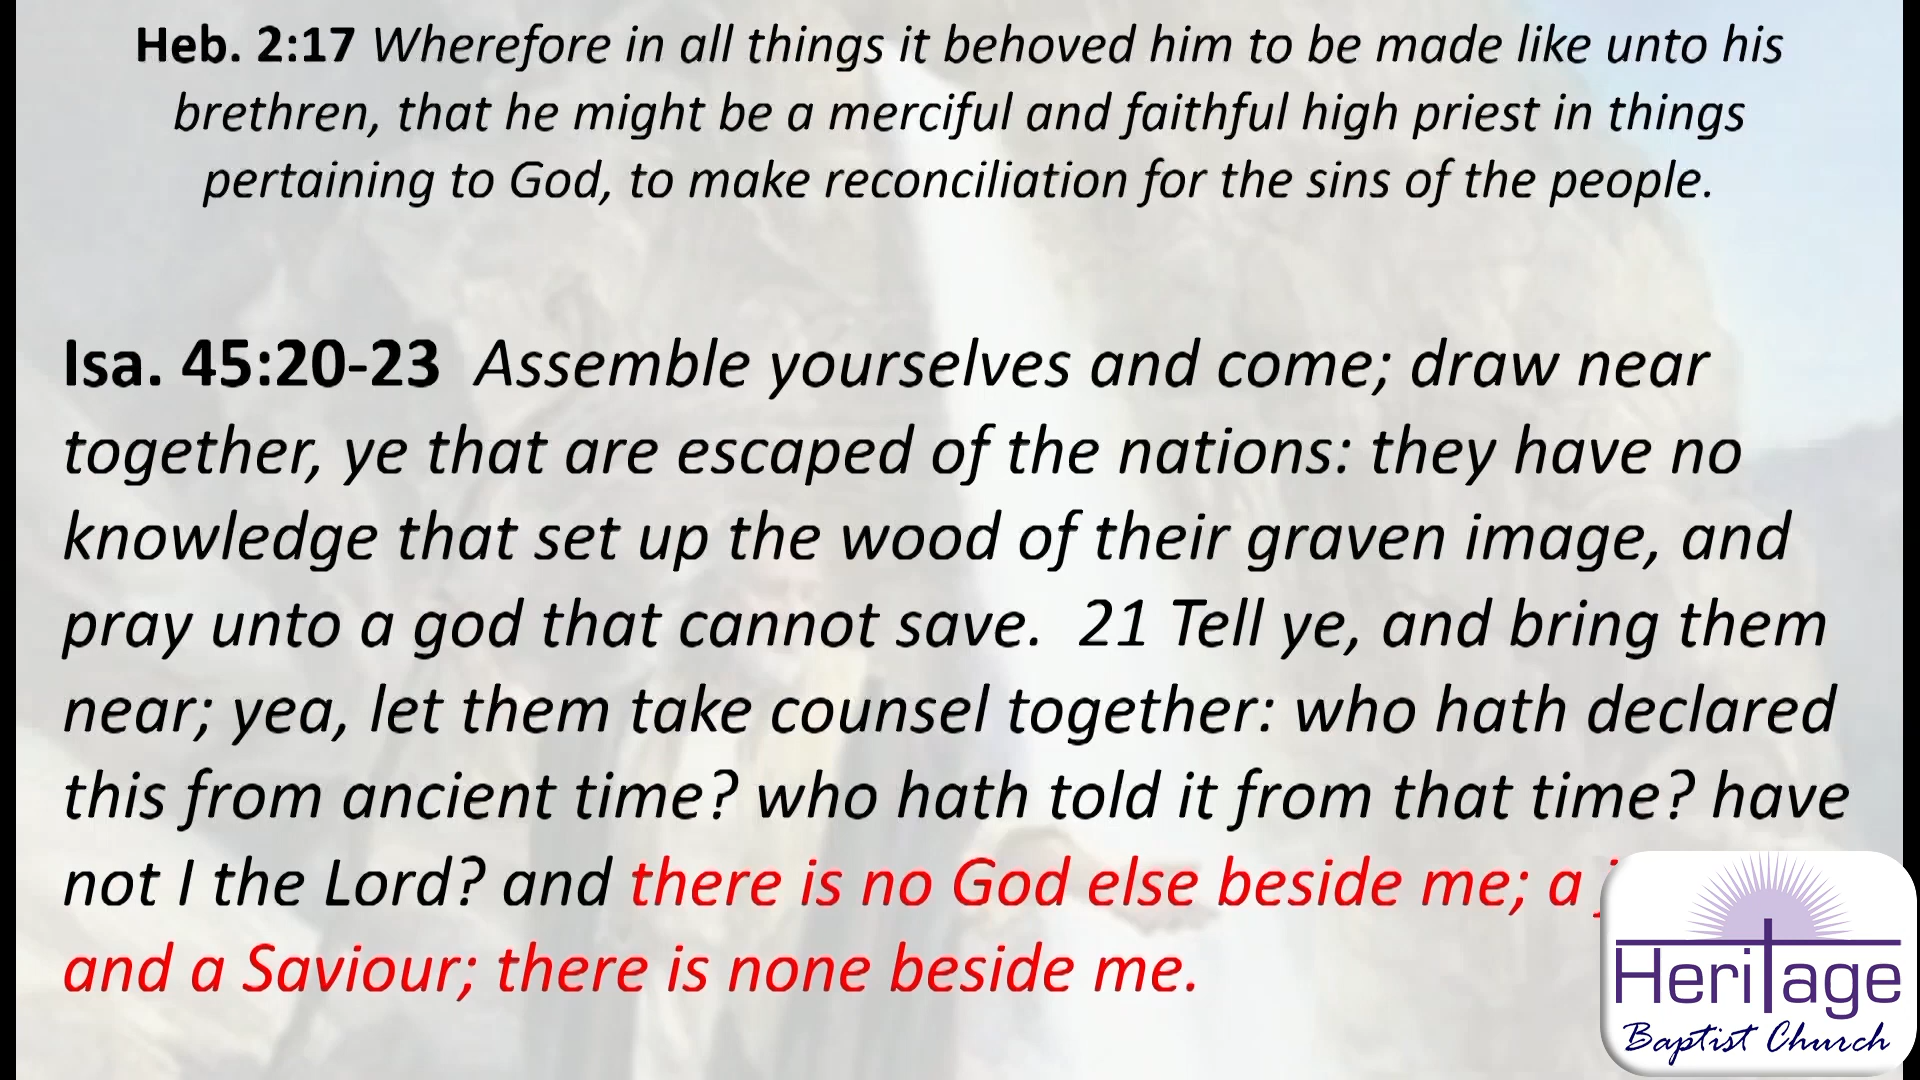 Heb. 2:17 Wherefore in all things it behoved him to be made like unto his
brethren, that he might be a merciful and faithful high priest in things
pertaining to God, to make reconciliation for the sins of the people.
Isa. 45:20-23 Assemble yourselves and come; draw near
together, ye that are escaped of the nations: they have no
knowledge that set up the wood of their graven image, and
pray unto a god that cannot save. 21 Tell ye, and bring them
near; yea, let them take counsel together: who hath declared
this from ancient time? who hath told it from that time? have
not I the Lord? and there is no God else beside me; a
and a Saviour; there is none beside me.
Heritage
Baptist Church